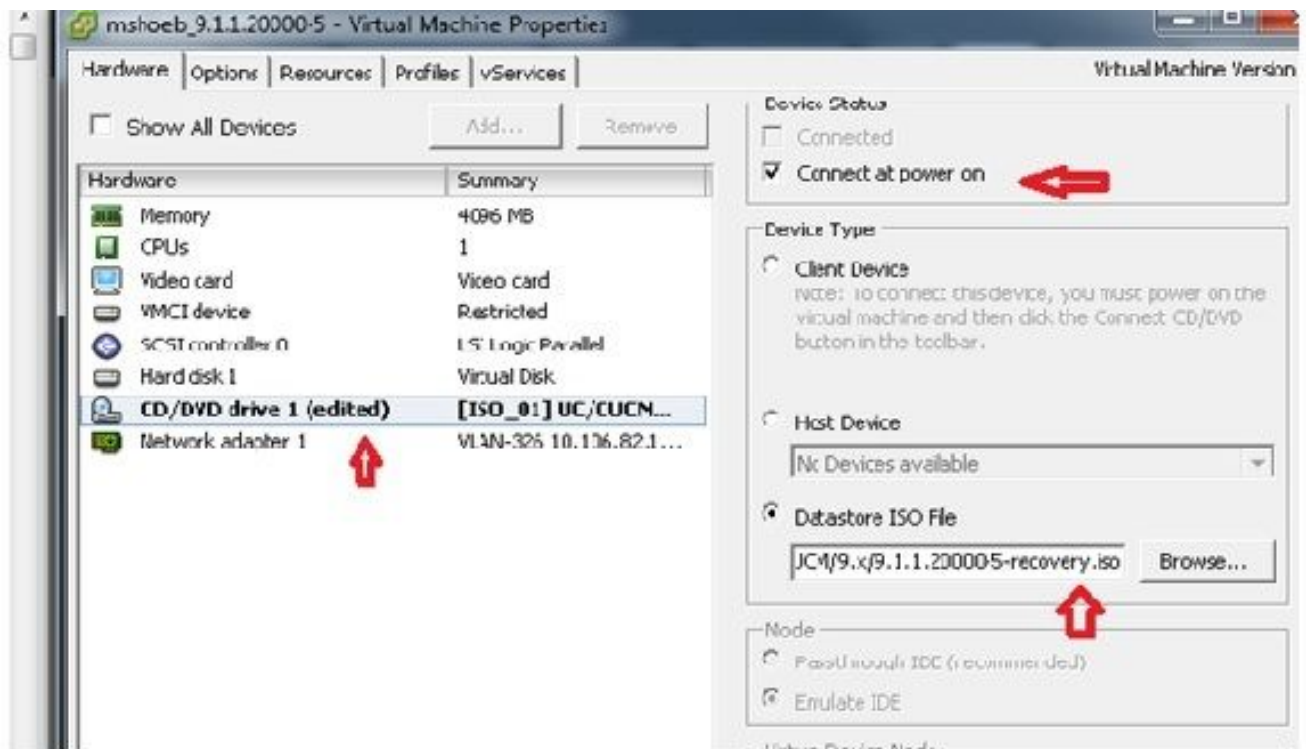 mshoeb_9.1.1.20000-5 - Virtual Machine Properties
Hardware Options Resources Profiles vServices
Virtual Machine Version
Show All Devices
Add...
Remove
Hardware Summary
Memory 4096 MB
CPUs 1
Video card Video card
VMCI device Restricted
SCSI controller 0 LSI Logic Parallel
Hard disk 1 Virtual Disk
CD/DVD drive 1 (edited) [ISO_01] UC/CUCN...
Network adapter 1 VLAN-326 10.106.82.1...
Device Status
Connected
Connect at power on
Device Type
Client Device
Note: To connect this device, you must power on the
virtual machine and then click the Connect CD/DVD
button in the toolbar.
Host Device
No Devices available
Datastore ISO File
JCM/9.x/9.1.1.20000-5-recovery.iso
Browse...
Node
Passthrough IDE (recommended)
Emulate IDE
Virtual Device Node